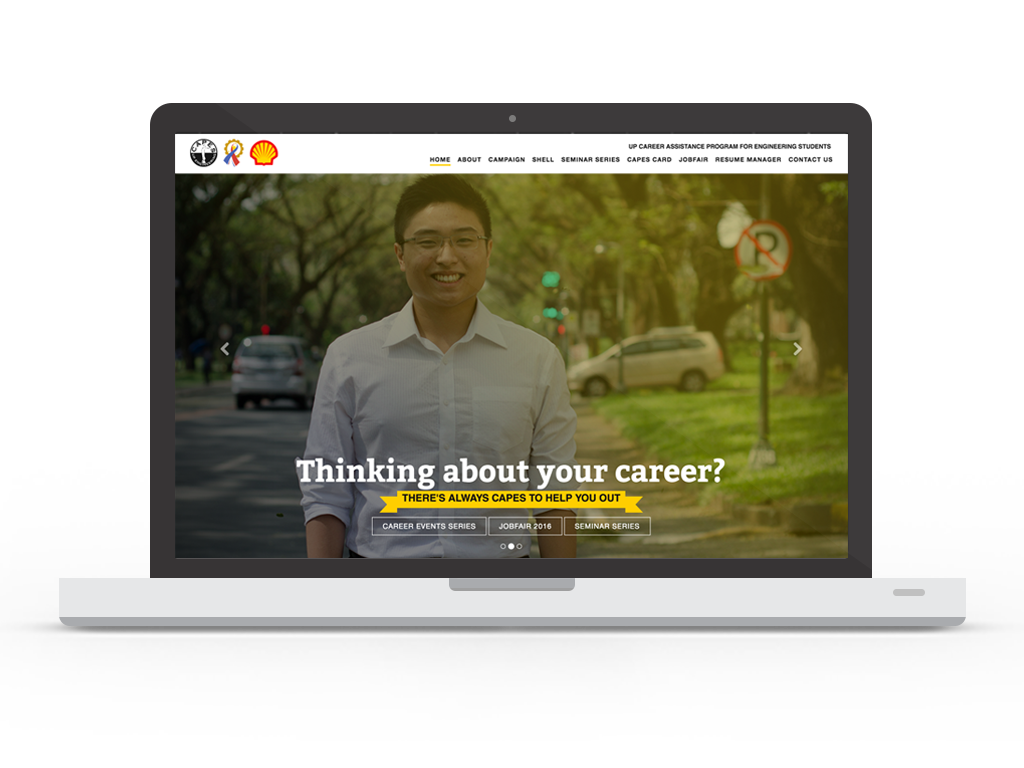 CAPES
UP CAREER ASSISTANCE PROGRAM FOR ENGINEERING STUDENTS
HOME ABOUT CAMPAIGN SHELL SEMINAR SERIES CAPES CARD JOBFAIR RESUME MANAGER CONTACT US
P
Thinking about your career?
THERE'S ALWAYS CAPES TO HELP YOU OUT
CAREER EVENTS SERIES JOBFAIR 2016 SEMINAR SERIES